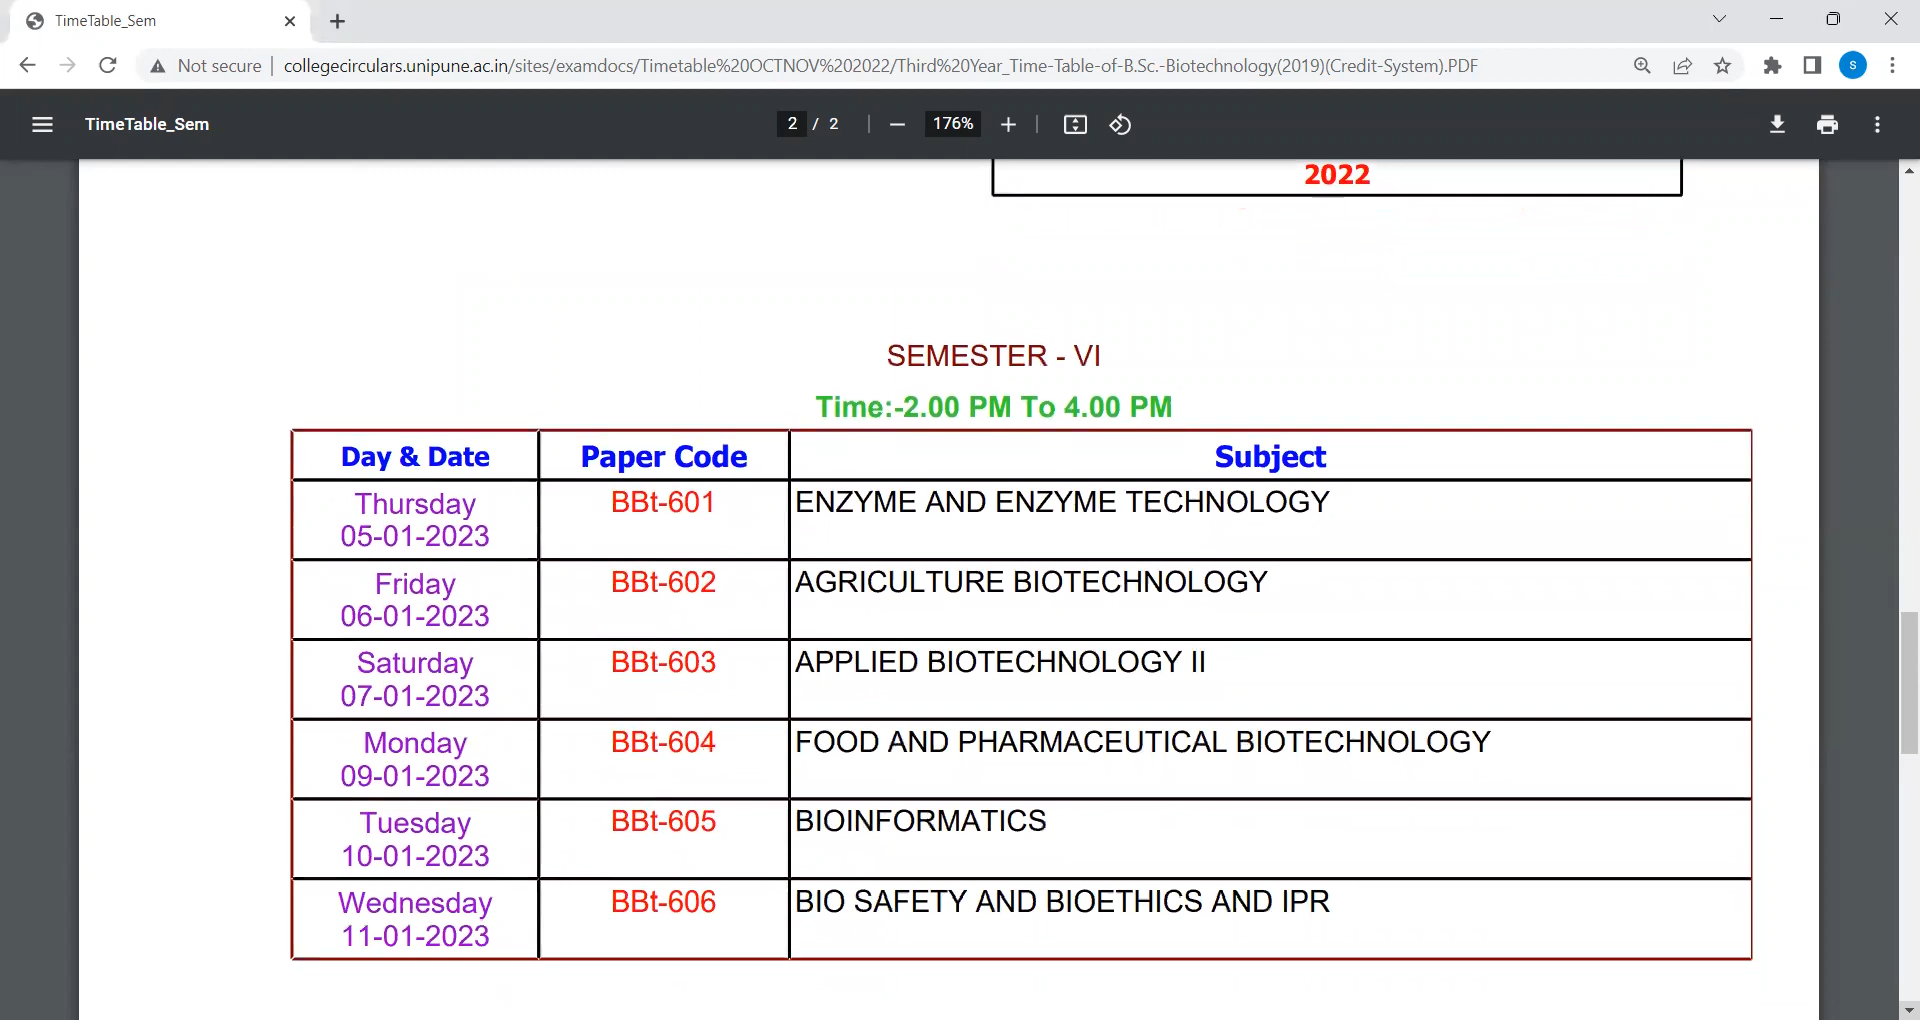 TimeTable_Sem
Not secure
collegecirculars.unipune.ac.in/sites/examdocs/Timetable%20OCTNOV%202022/Third%20Year_Time-Table-of-B.Sc.-Biotechnology(2019)(Credit-System).PDF
S
TimeTable_Sem
2 / 2
176%
2022
SEMESTER - VI
Time:-2.00 PM To 4.00 PM
Day & Date Paper Code Subject
Thursday BBt-601 ENZYME AND ENZYME TECHNOLOGY
05-01-2023
Friday BBt-602 AGRICULTURE BIOTECHNOLOGY
06-01-2023
Saturday BBt-603 APPLIED BIOTECHNOLOGY II
07-01-2023
Monday BBt-604 FOOD AND PHARMACEUTICAL BIOTECHNOLOGY
09-01-2023
Tuesday BBt-605 BIOINFORMATICS
10-01-2023
Wednesday BBt-606 BIO SAFETY AND BIOETHICS AND IPR
11-01-2023